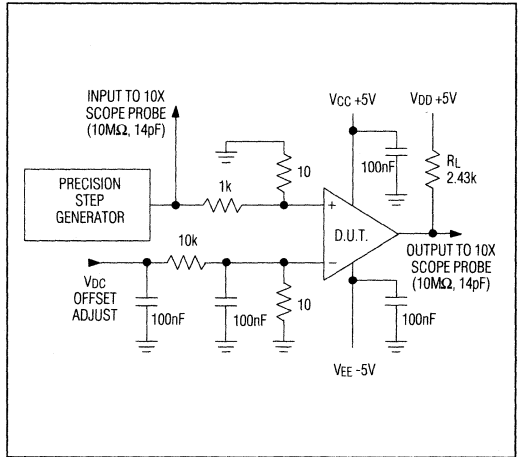 INPUT TO 10X
SCOPE PROBE
(10MΩ, 14pF)
VCC +5V
VDD +5V
100nF
RL
2.43k
10
1k
PRECISION
STEP
GENERATOR
+
D.U.T.
−
10k
OUTPUT TO 10X
SCOPE PROBE
(10MΩ, 14pF)
VDC
OFFSET
ADJUST
100nF
100nF
10
100nF
VEE -5V